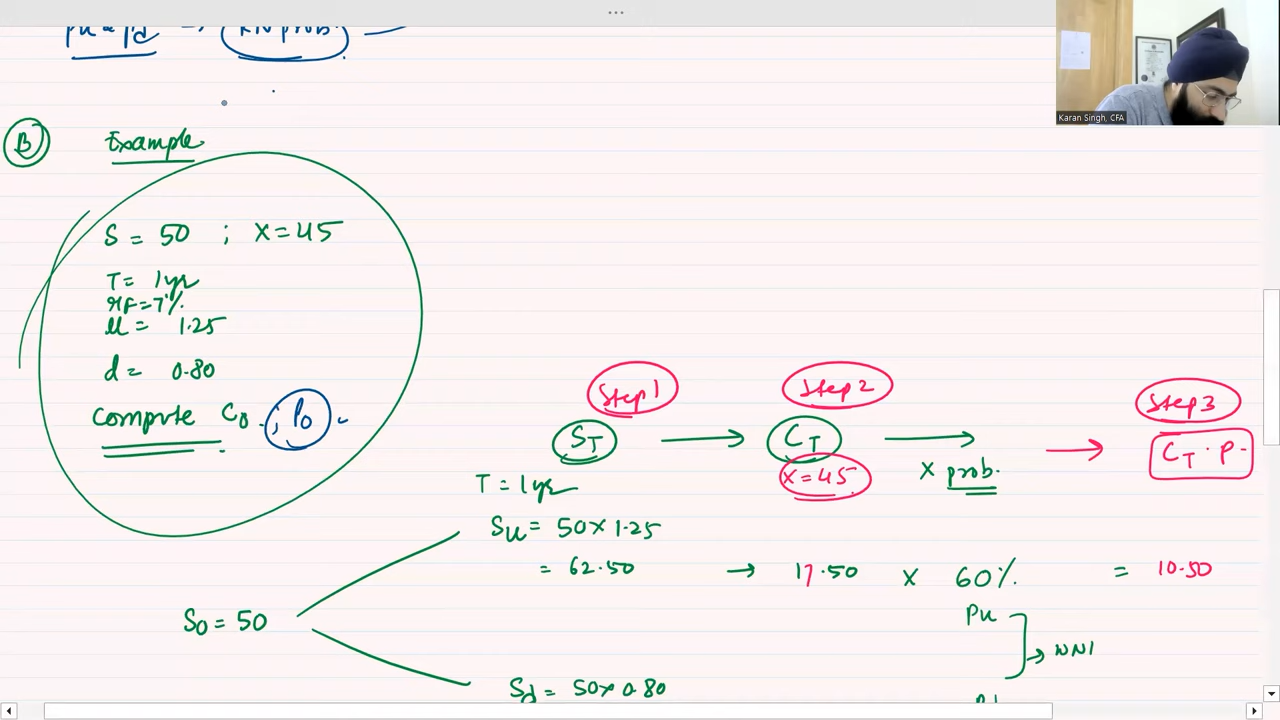 Karan Singh, CFA
B Example
S = 50 ; X = 45
T = 1yr
rf = 7%
u = 1.25
d = 0.80
compute C0 ; P0
Step 1 Step 2 Step 3
ST → CT → → CT · P
X = 45 x prob.
T = 1yr
Su = 50 x 1.25
= 62.50 → 17.50 x 60% = 10.50
S0 = 50
Pu
→ NN1
Sd = 50 x 0.80